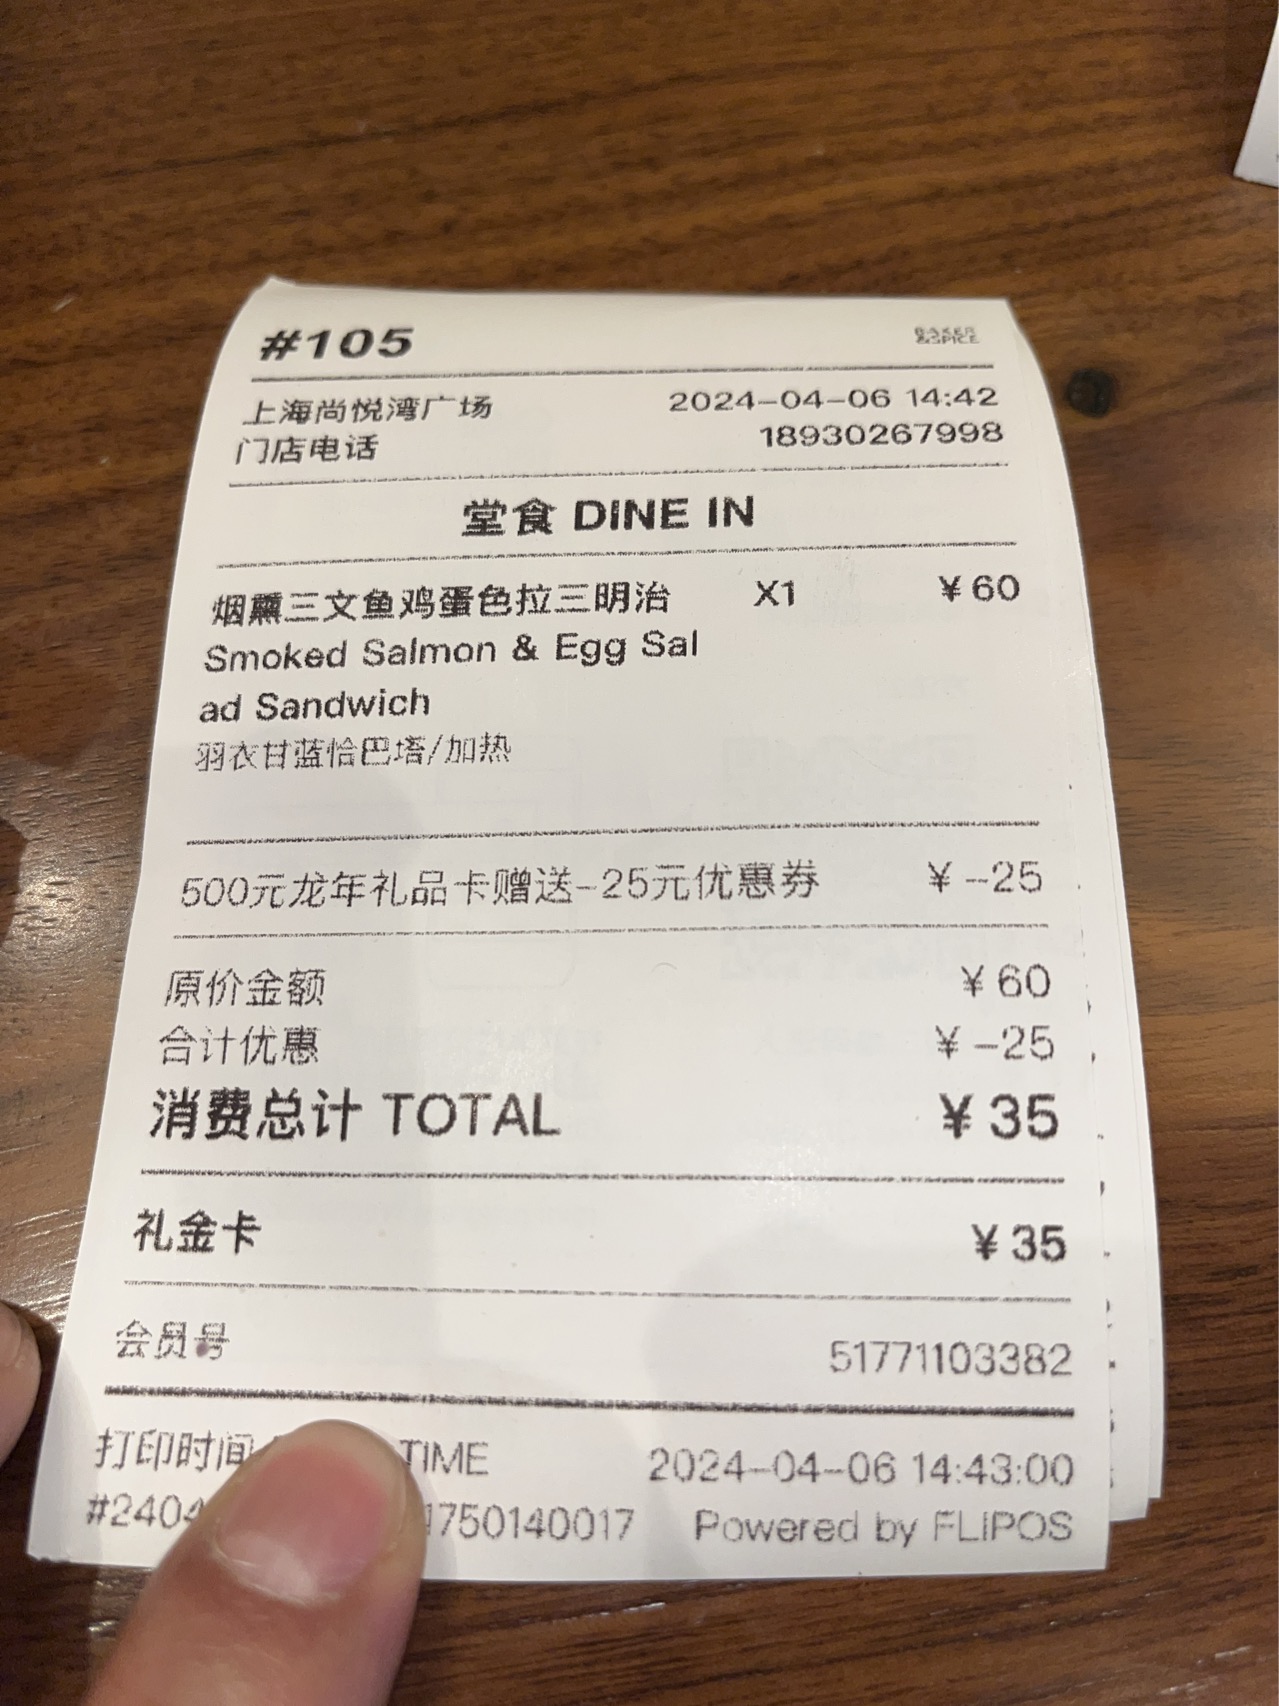 #105
BAKER
&SPICE
上海尚悦湾广场 2024-04-06 14:42
门店电话 18930267998
堂食 DINE IN
烟熏三文鱼鸡蛋色拉三明治 X1 ¥60
Smoked Salmon & Egg Sal
ad Sandwich
羽衣甘蓝恰巴塔/加热
500元龙年礼品卡赠送-25元优惠券 ¥-25
原价金额 ¥60
合计优惠 ¥-25
消费总计 TOTAL ¥35
礼金卡 ¥35
会员号 51771103382
打印时间 TIME 2024-04-06 14:43:00
#2404 1750140017 Powered by FLIPOS